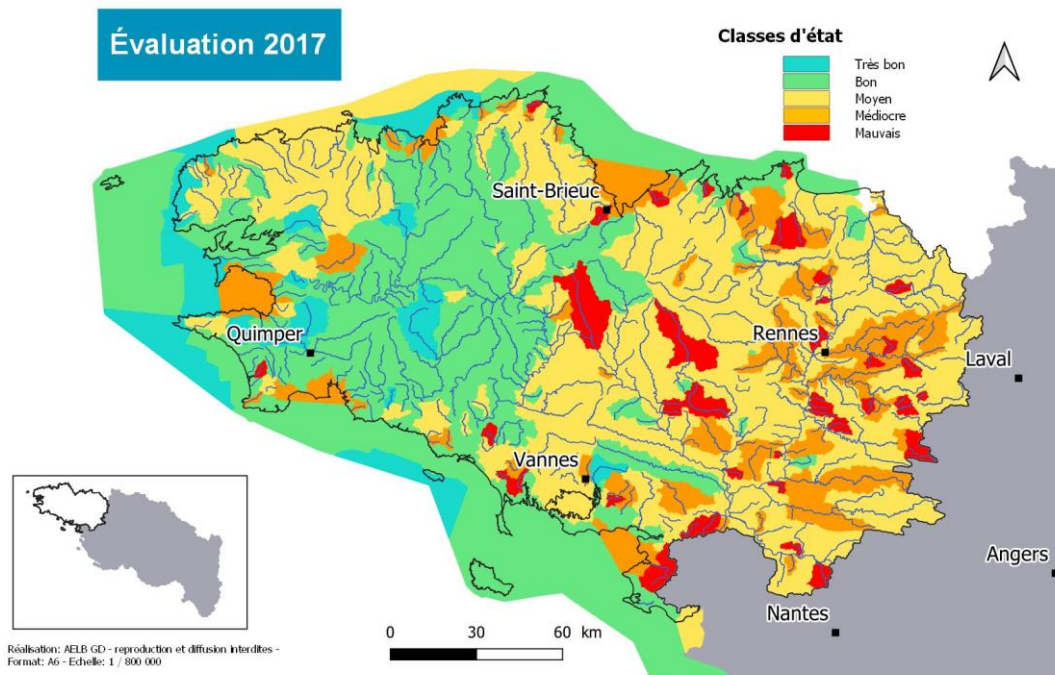 Évaluation 2017
Classes d'état
Très bon
Bon
Moyen
Médiocre
Mauvais
Saint-Brieuc
Quimper
Rennes
Laval
Vannes
Angers
Nantes
0 30 60 km
Réalisation: AELB GD - reproduction et diffusion interdites -
Format: A6 - Echelle: 1 / 800 000